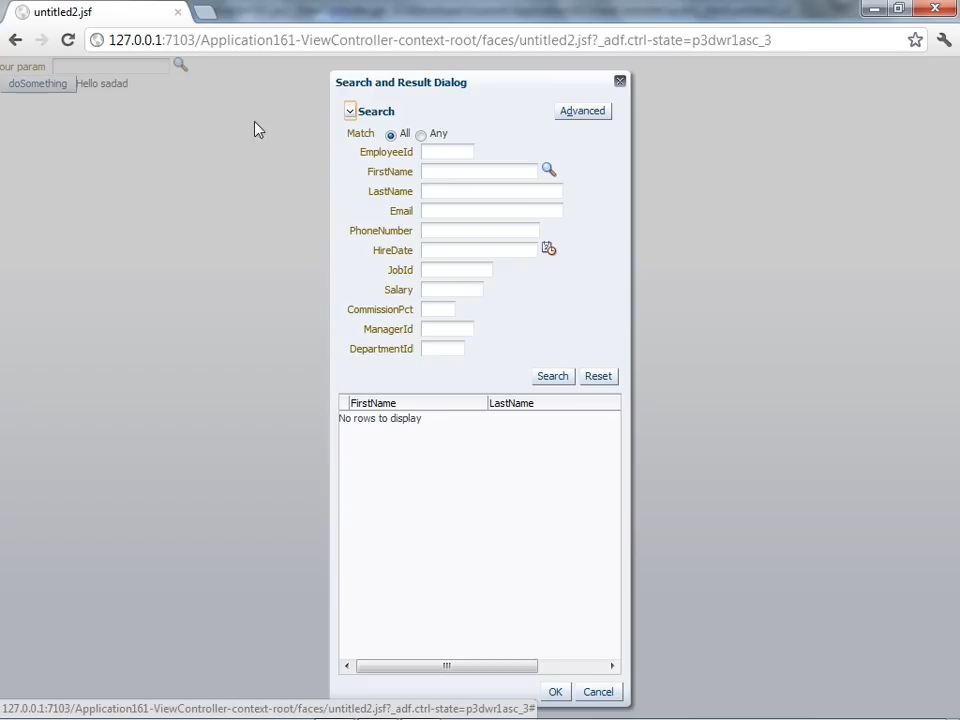 untitled2.jsf
127.0.0.1:7103/Application161-ViewController-context-root/faces/untitled2.jsf?_adf.ctrl-state=p3dwr1asc_3
our param
doSomething Hello sadad
Search and Result Dialog
Search
Advanced
Match All Any
EmployeeId
FirstName
LastName
Email
PhoneNumber
HireDate
JobId
Salary
CommissionPct
ManagerId
DepartmentId
Search Reset
FirstName LastName
No rows to display
OK Cancel
127.0.0.1:7103/Application161-ViewController-context-root/faces/untitled2.jsf?_adf.ctrl-state=p3dwr1asc_3#